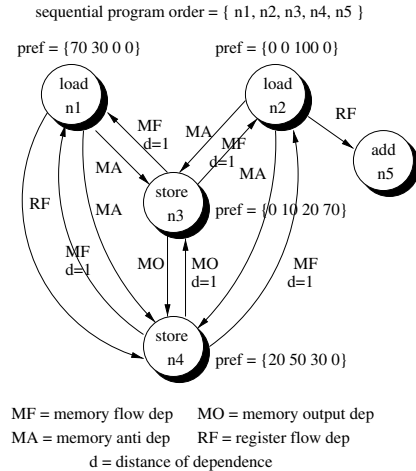 sequential program order = { n1, n2, n3, n4, n5 }
pref = {70 30 0 0}
pref = {0 0 100 0}
load
n1
load
n2
MF
d=1
MA
MF
d=1
RF
add
n5
MA
MA
RF
MA
store
n3
pref = {0 10 20 70}
MF
d=1
MO
MO
d=1
MF
d=1
store
n4
pref = {20 50 30 0}
MF = memory flow dep MO = memory output dep
MA = memory anti dep RF = register flow dep
d = distance of dependence